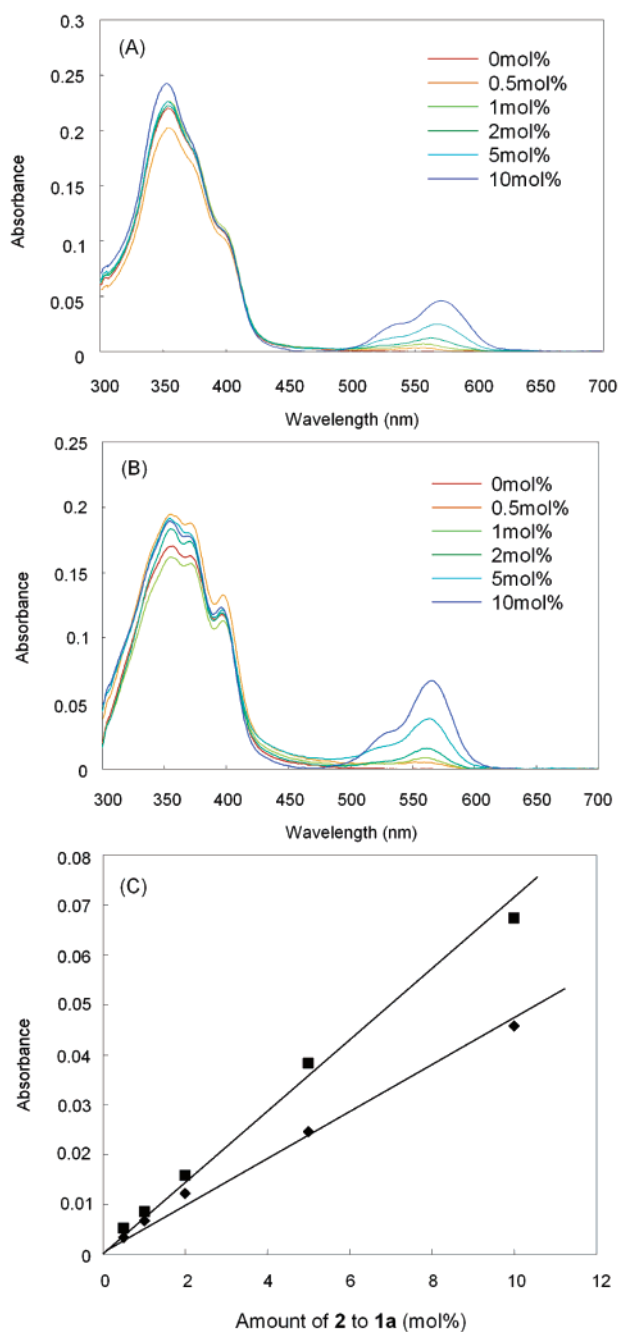 (A)
0.3
0.25
0.2
0.15
0.1
0.05
0
Absorbance
0mol%
0.5mol%
1mol%
2mol%
5mol%
10mol%
300 350 400 450 500 550 600 650 700
Wavelength (nm)
(B)
0.25
0.2
0.15
0.1
0.05
0
Absorbance
0mol%
0.5mol%
1mol%
2mol%
5mol%
10mol%
300 350 400 450 500 550 600 650 700
Wavelength (nm)
(C)
0.08
0.07
0.06
0.05
0.04
0.03
0.02
0.01
0
Absorbance
0 2 4 6 8 10 12
Amount of 2 to 1a (mol%)